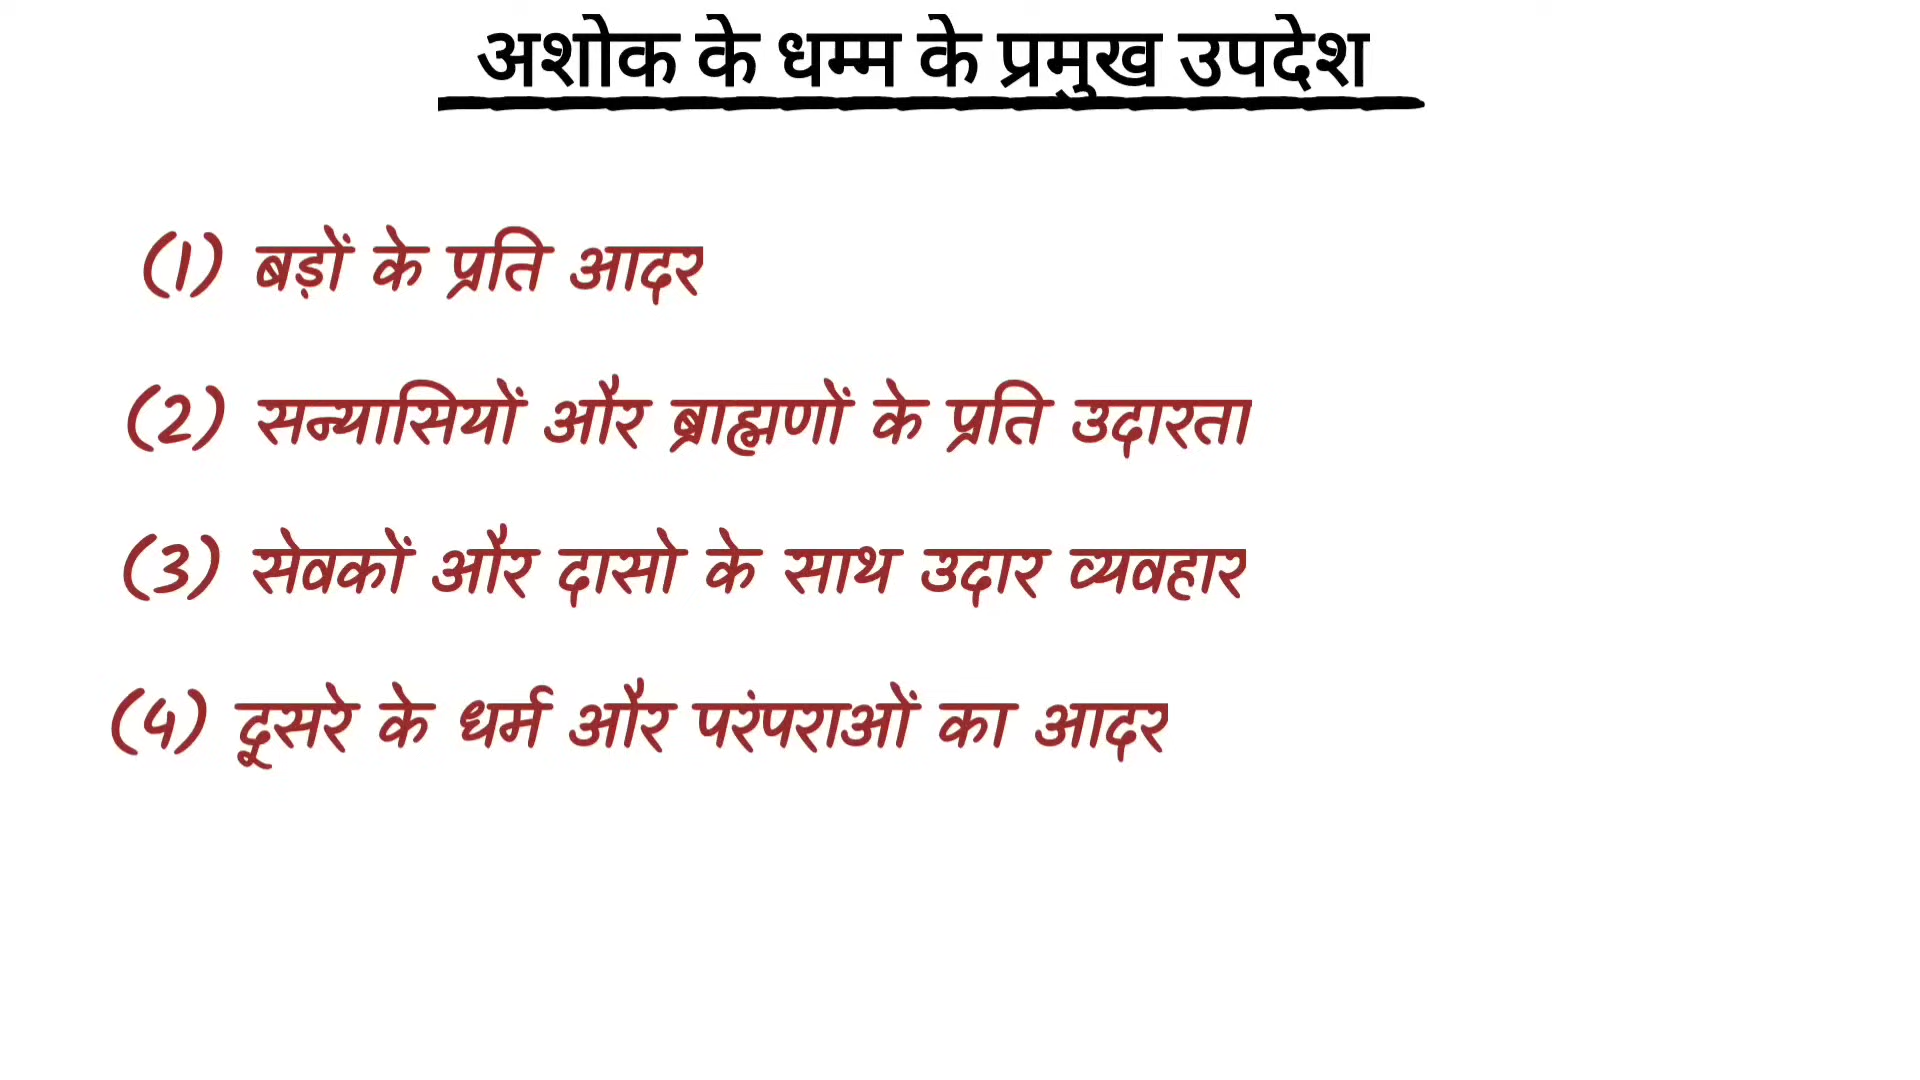 अशोक के धम्म के प्रमुख उपदेश
(1) बड़ों के प्रति आदर
(2) सन्यासियों और ब्राह्मणों के प्रति उदारता
(3) सेवकों और दासो के साथ उदार व्यवहार
(4) दूसरे के धर्म और परंपराओं का आदर